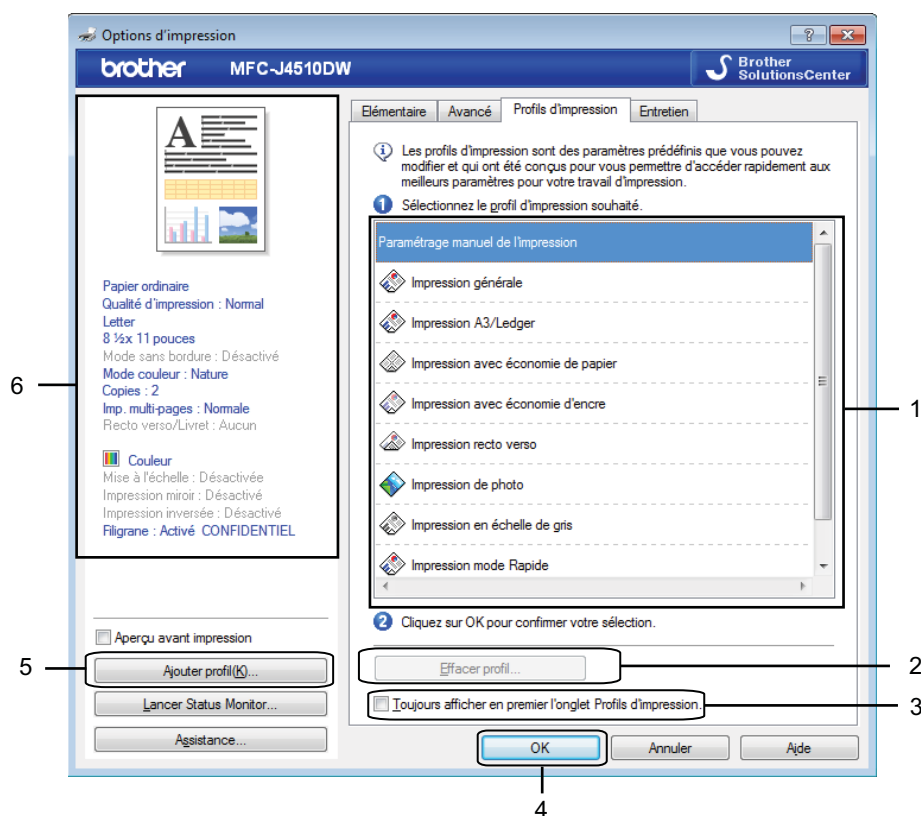 Options d'impression
brother MFC-J4510DW
Brother
SolutionsCenter
Elémentaire Avancé Profils d'impression Entretien
Les profils d'impression sont des paramètres prédéfinis que vous pouvez
modifier et qui ont été conçus pour vous permettre d'accéder rapidement aux
meilleurs paramètres pour votre travail d'impression.
1 Sélectionnez le profil d'impression souhaité.
Paramétrage manuel de l'impression
Impression générale
Impression A3/Ledger
Impression avec économie de papier
Impression avec économie d'encre
Impression recto verso
Impression de photo
Impression en échelle de gris
Impression mode Rapide
2 Cliquez sur OK pour confirmer votre sélection.
Effacer profil...
Toujours afficher en premier l'onglet Profils d'impression.
OK Annuler Aide
A
Papier ordinaire
Qualité d'impression : Normal
Letter
8 ½x 11 pouces
Mode sans bordure : Désactivé
Mode couleur : Nature
Copies : 2
Imp. multi-pages : Normale
Recto verso/Livret : Aucun
Couleur
Mise à l'échelle : Désactivée
Impression miroir : Désactivé
Impression inversée : Désactivé
Filigrane : Activé CONFIDENTIEL
Aperçu avant impression
Ajouter profil(K)...
Lancer Status Monitor...
Assistance...
1
2
3
4
5
6